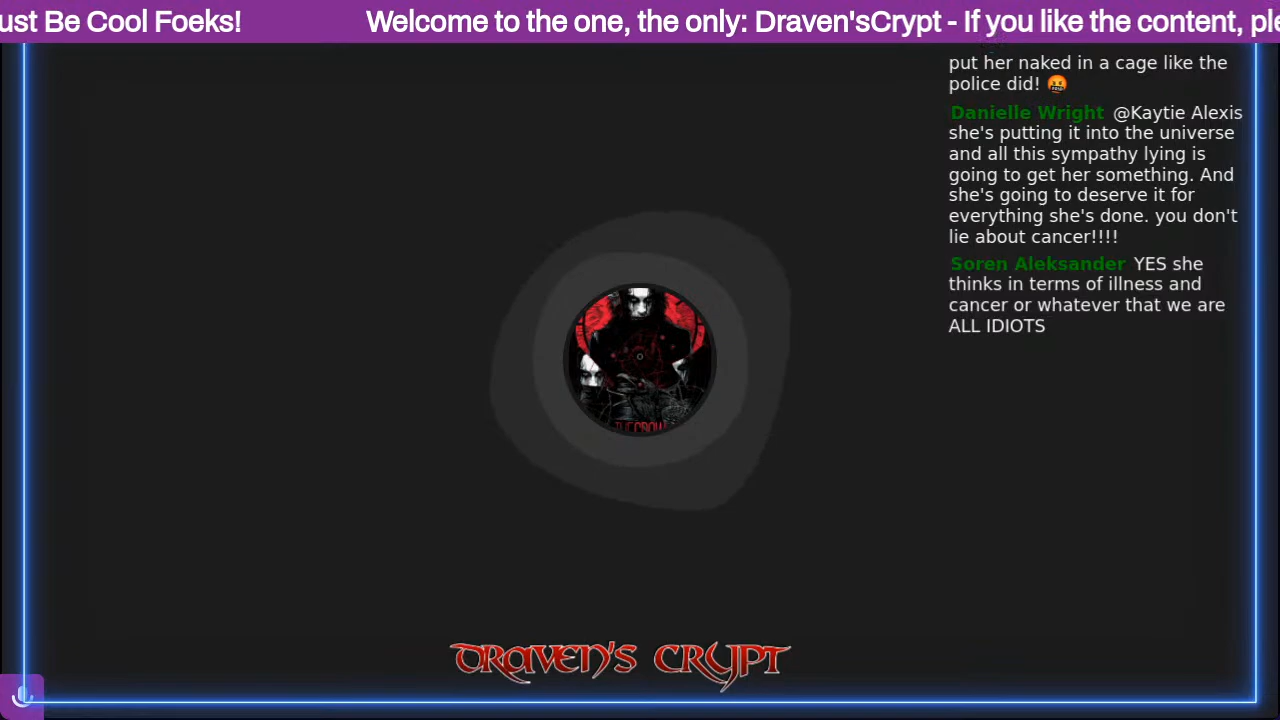 ust Be Cool Foeks! Welcome to the one, the only: Draven'sCrypt - If you like the content, ple
put her naked in a cage like the
police did! 🤬
Danielle Wright @Kaytie Alexis
she's putting it into the universe
and all this sympathy lying is
going to get her something. And
she's going to deserve it for
everything she's done. you don't
lie about cancer!!!!
Soren Aleksander YES she
thinks in terms of illness and
cancer or whatever that we are
ALL IDIOTS
THE CROW
DRAVEN'S CRYPT